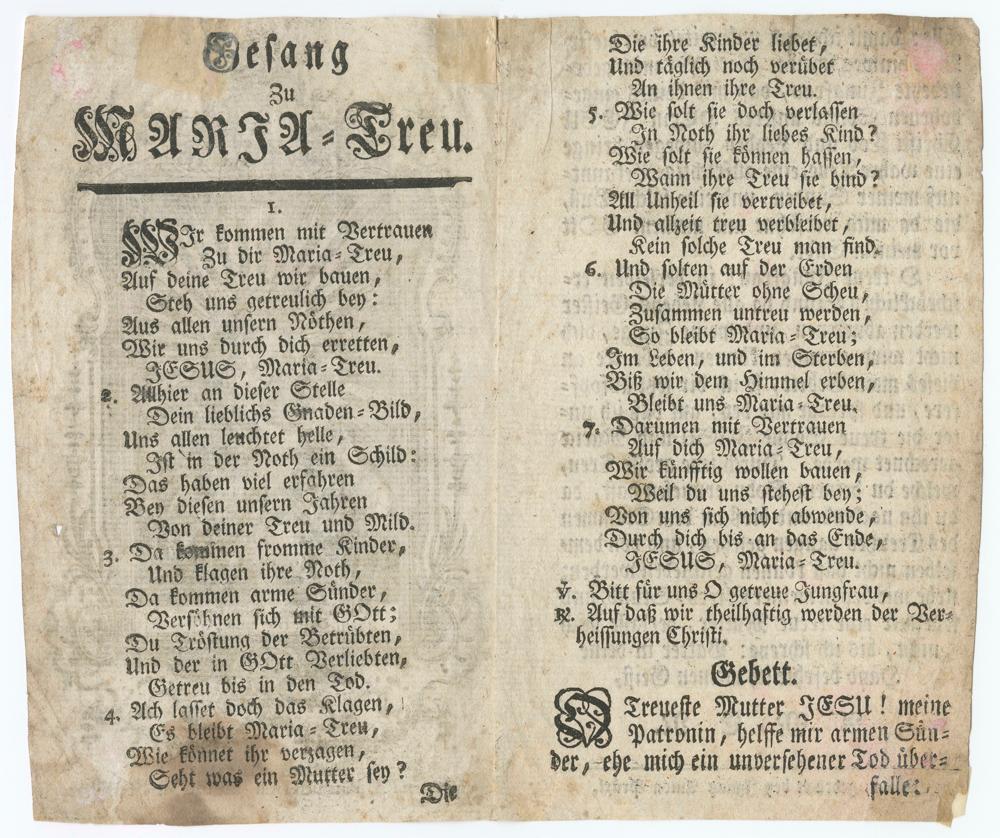 Gesang
Zu
MARJA-Treu.
1.
WJr kommen mit Vertrauen
Zu dir Maria-Treu,
Auf deine Treu wir bauen,
Steh uns getreulich bey:
Aus allen unsern Nöthen,
Wir uns durch dich erretten,
JESUS, Maria-Treu.
2. Allhier an dieser Stelle
Dein lieblichs Gnaden-Bild,
Uns allen leuchtet helle,
Jst in der Noth ein Schild:
Das haben viel erfahren
Bey diesen unsern Jahren
Von deiner Treu und Mild.
3. Da kommen fromme Kinder,
Und klagen ihre Noth,
Da kommen arme Sünder,
Versöhnen sich mit GOtt;
Du Tröstung der Betrübten,
Und der in GOtt Verliebten,
Getreu bis in den Tod.
4. Ach lasset doch das Klagen,
Es bleibt Maria-Treu,
Wie könnet ihr verzagen,
Seht was ein Mutter sey?
Die
Die ihre Kinder liebet,
Und täglich noch verübet
An ihnen ihre Treu.
5. Wie solt sie doch verlassen
Jn Noth ihr liebes Kind?
Wie solt sie können hassen,
Wann ihre Treu sie bind?
All Unheil sie vertreibet,
Und allzeit treu verbleibet,
Kein solche Treu man find.
6. Und solten auf der Erden
Die Mütter ohne Scheu,
Zusammen untreu werden,
So bleibt Maria-Treu;
Jm Leben, und im Sterben,
Biß wir dem Himmel erben,
Bleibt uns Maria-Treu.
7. Darumen mit Vertrauen
Auf dich Maria-Treu,
Wir künfftig wollen bauen,
Weil du uns stehest bey;
Von uns sich nicht abwende,
Durch dich bis an das Ende,
JESUS, Maria-Treu.
℣. Bitt für uns O getreue Jungfrau,
℟. Auf daß wir theilhaftig werden der Ver-
heissungen Christi.
Gebett.
O Treueste Mutter JESU! meine
Patronin, helffe mir armen Sün-
der, ehe mich ein unversehener Tod über-
falle: